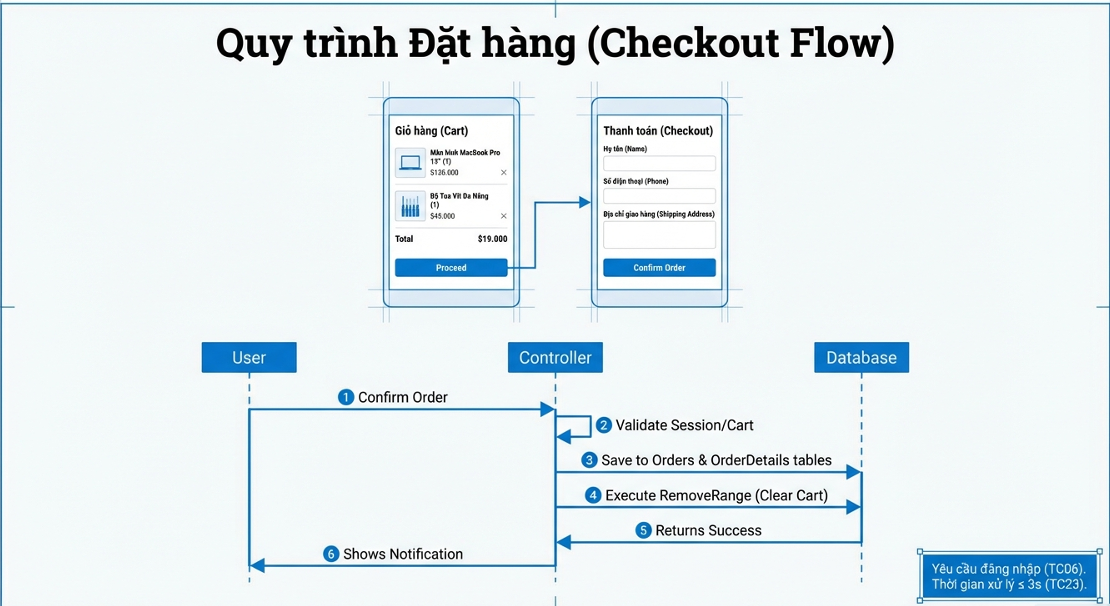 Quy trình Đặt hàng (Checkout Flow)
Giỏ hàng (Cart)
Màn Mưk MacBook Pro
13" (1)
$136.000
×
Bộ Toa Vít Da Năng
(1)
$45.000
×
Total $19.000
Proceed
Thanh toán (Checkout)
Hy tên (Name)
Số điện thoại (Phone)
Địa chỉ giao hàng (Shipping Address)
Confirm Order
User Controller Database
1 Confirm Order
2 Validate Session/Cart
3 Save to Orders & OrderDetails tables
4 Execute RemoveRange (Clear Cart)
5 Returns Success
6 Shows Notification
Yêu cầu đăng nhập (TC06).
Thời gian xử lý ≤ 3s (TC23).